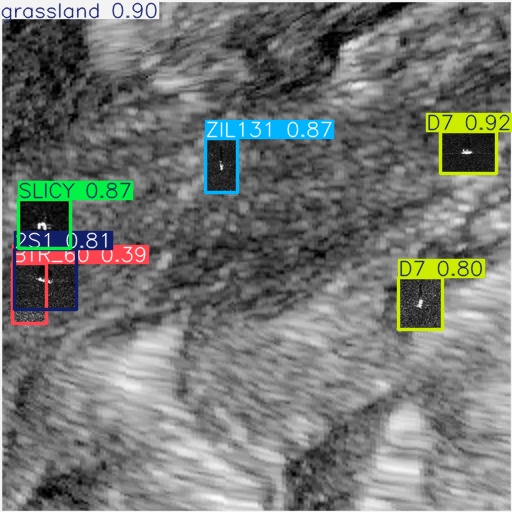 grassland 0.90
D7 0.92
ZIL131 0.87
SLICY 0.87
2S1 0.81
BTR_60 0.39
D7 0.80